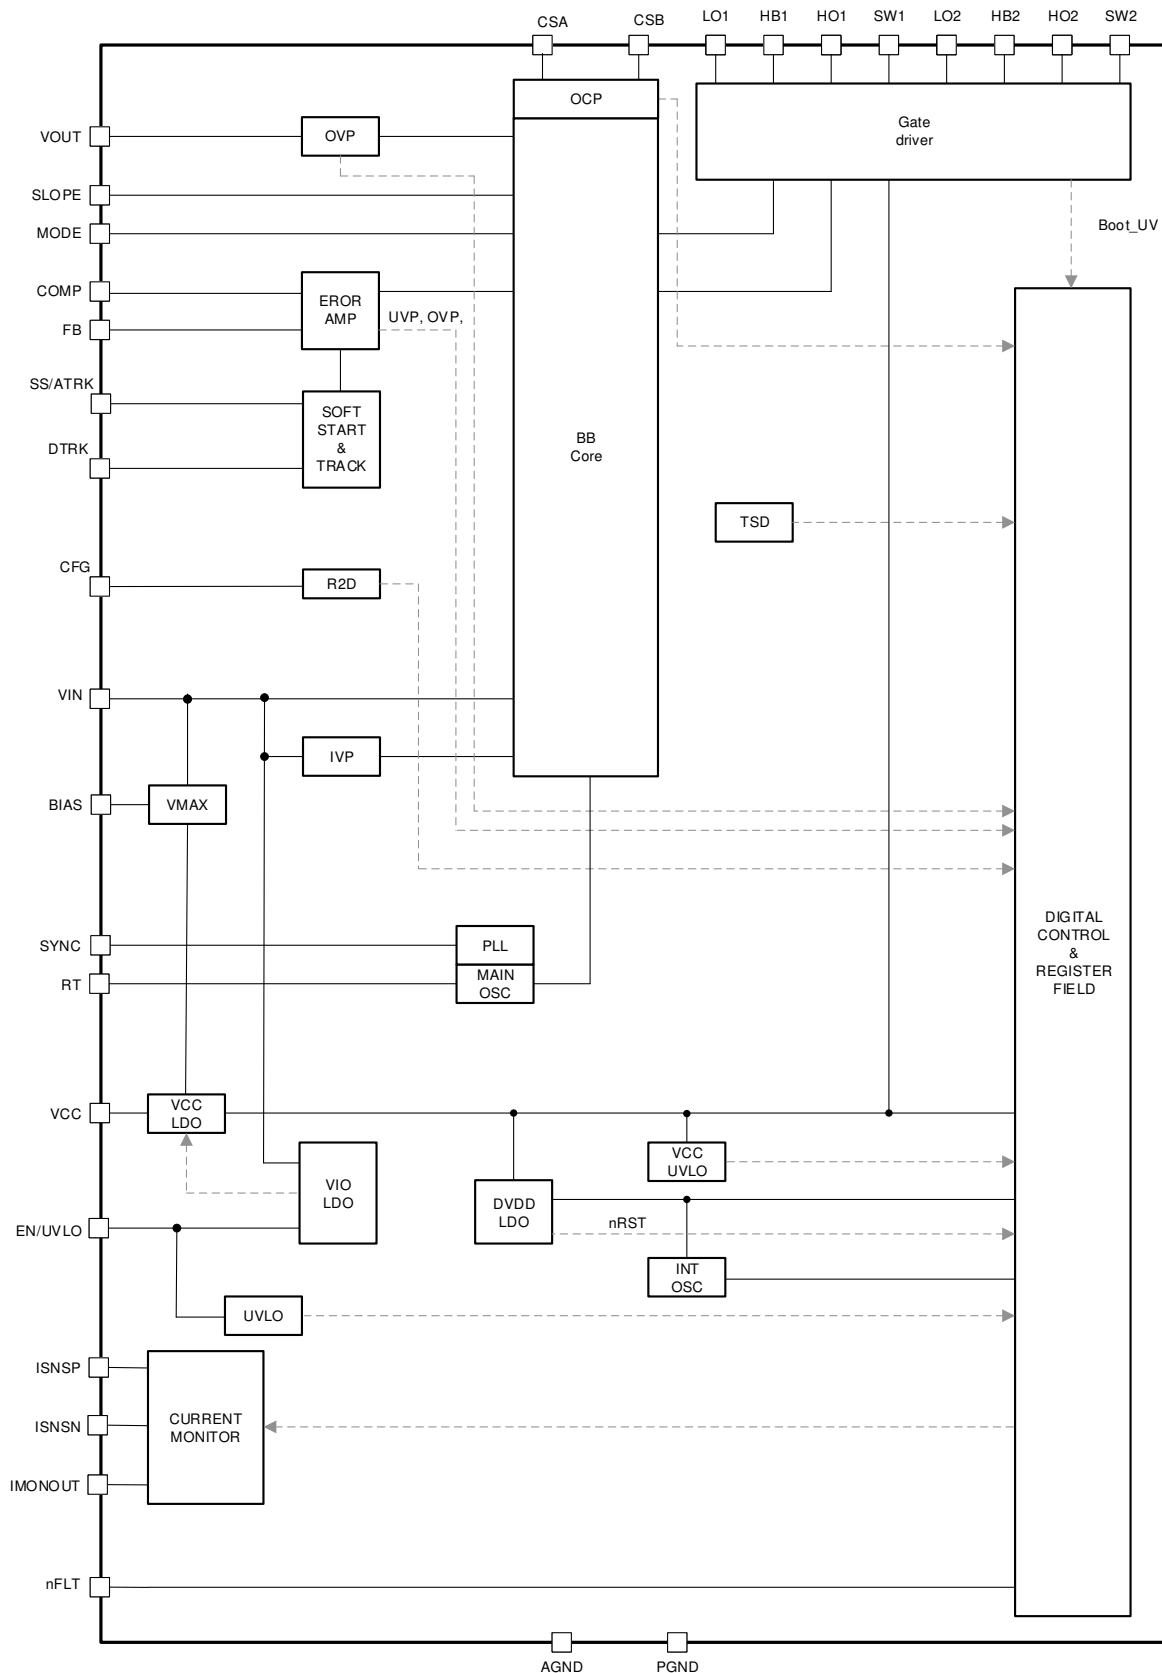 CSA
CSB
LO1
HB1
HO1
SW1
LO2
HB2
HO2
SW2
OCP
Gate
driver
VOUT
OVP
SLOPE
MODE
Boot_UV
COMP
EROR
AMP
UVP, OVP,
FB
SS/ATRK
SOFT
START
&
TRACK
DTRK
BB
Core
TSD
CFG
R2D
VIN
IVP
BIAS
VMAX
DIGITAL
CONTROL
&
REGISTER
FIELD
SYNC
PLL
RT
MAIN
OSC
VCC
VCC
LDO
VCC
UVLO
VIO
LDO
DVDD
LDO
nRST
EN/UVLO
INT
OSC
UVLO
ISNSP
ISNSN
CURRENT
MONITOR
IMONOUT
nFLT
AGND
PGND